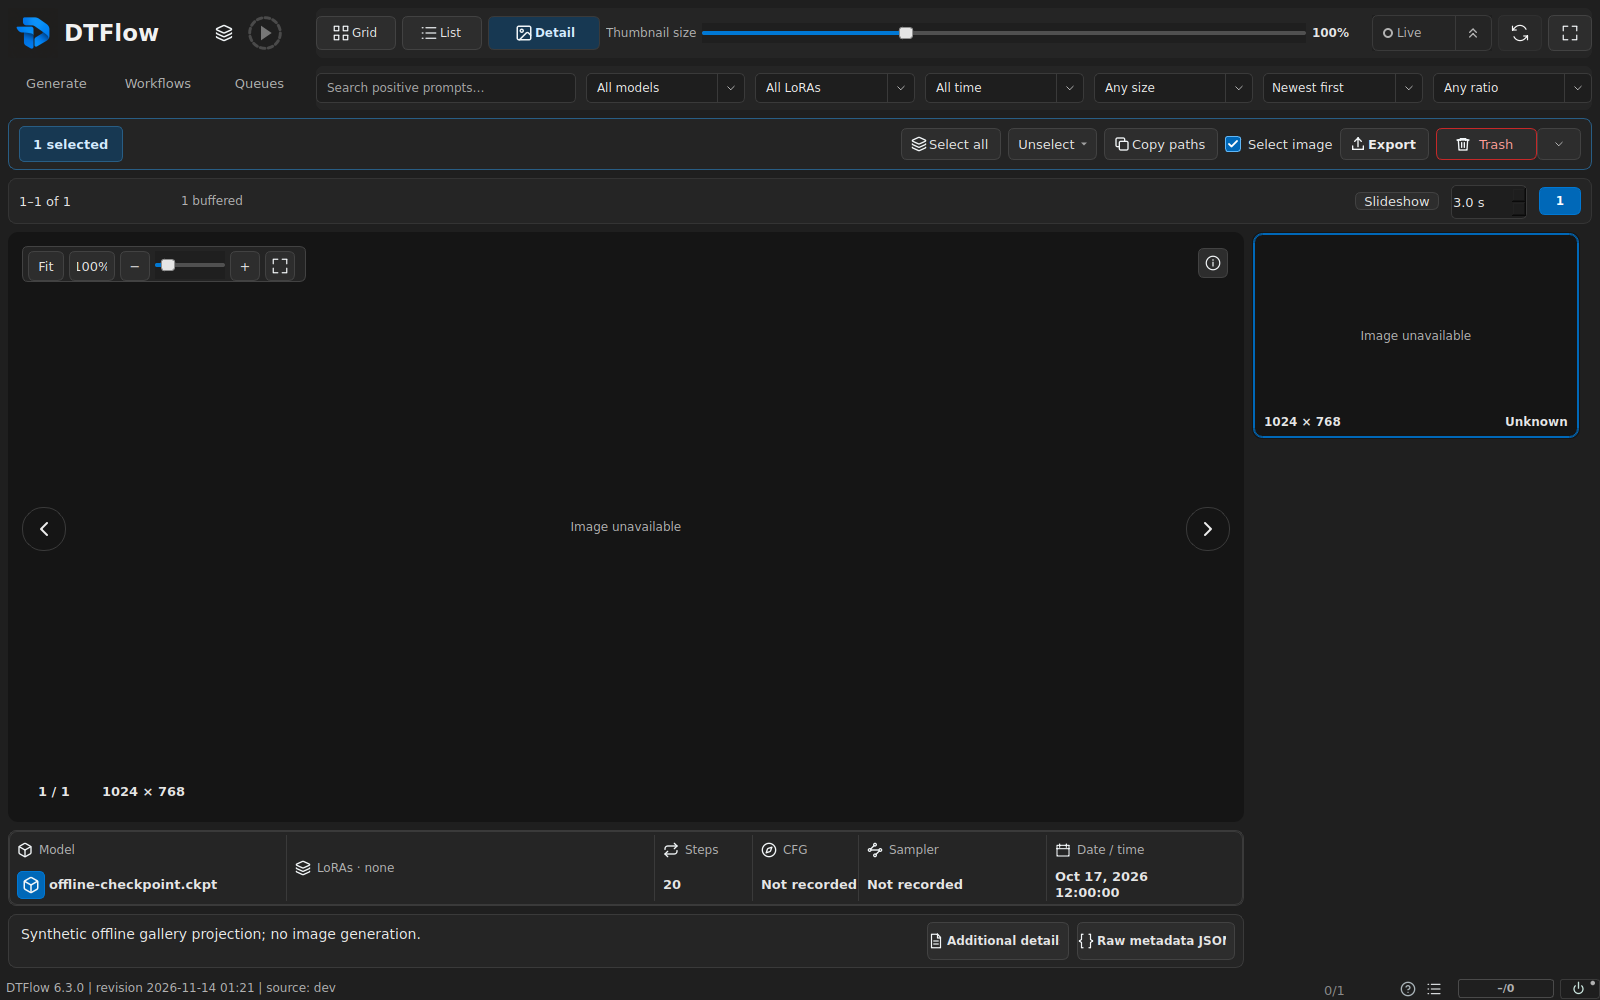 DTFlow
Grid
List
Detail
Thumbnail size
100%
Live
Generate
Workflows
Queues
Search positive prompts...
All models
All LoRAs
All time
Any size
Newest first
Any ratio
1 selected
Select all
Unselect
Copy paths
Select image
Export
Trash
1–1 of 1
1 buffered
Slideshow
3.0 s
1
Fit
100%
Image unavailable
Image unavailable
1024 × 768
Unknown
1 / 1
1024 × 768
Model
offline-checkpoint.ckpt
LoRAs · none
Steps
20
CFG
Not recorded
Sampler
Not recorded
Date / time
Oct 17, 2026
12:00:00
Synthetic offline gallery projection; no image generation.
Additional detail
Raw metadata JSON
DTFlow 6.3.0 | revision 2026-11-14 01:21 | source: dev
0/1
-/0